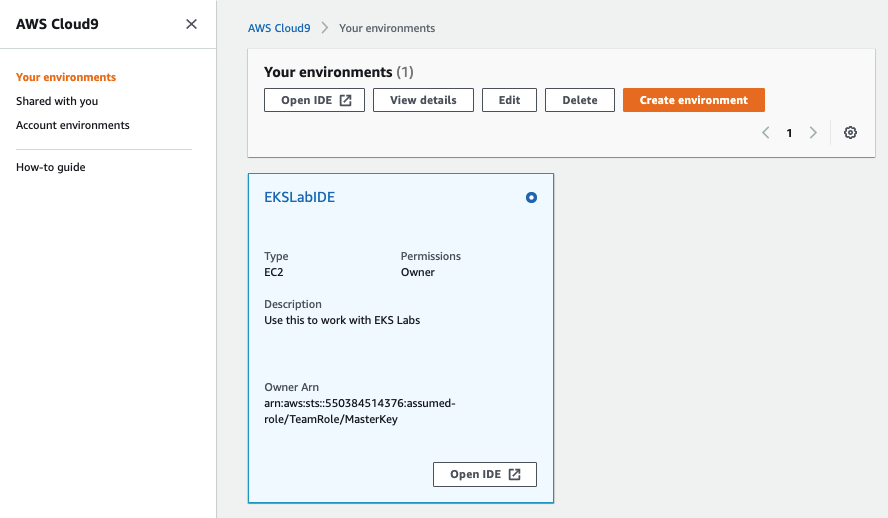 AWS Cloud9
Your environments
Shared with you
Account environments
How-to guide
AWS Cloud9 > Your environments
Your environments (1)
Open IDE View details Edit Delete Create environment
1
EKSLabIDE
Type Permissions
EC2 Owner
Description
Use this to work with EKS Labs
Owner Arn
arn:aws:sts::550384514376:assumed-
role/TeamRole/MasterKey
Open IDE